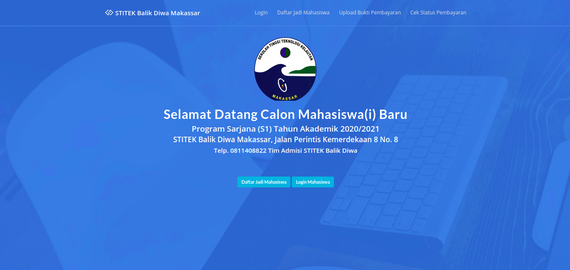 STITEK Balik Diwa Makassar
Login
Daftar Jadi Mahasiswa
Upload Bukti Pembayaran
Cek Status Pembayaran
SEKOLAH TINGGI TEKNOLOGI KELAUTAN
MAKASSAR
Selamat Datang Calon Mahasiswa(i) Baru
Program Sarjana (S1) Tahun Akademik 2020/2021
STITEK Balik Diwa Makassar, Jalan Perintis Kemerdekaan 8 No. 8
Telp. 0811408822 Tim Admisi STITEK Balik Diwa
Daftar Jadi Mahasiswa
Login Mahasiswa